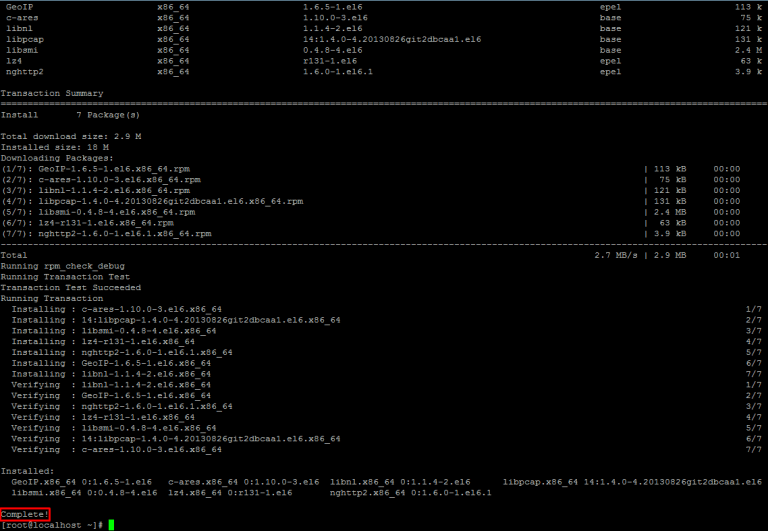 GeoIP x86_64 1.6.5-1.el6 epel 113 k
c-ares x86_64 1.10.0-3.el6 base 75 k
libnl x86_64 1.1.4-2.el6 base 121 k
libpcap x86_64 14:1.4.0-4.20130826git2dbcaa1.el6 base 131 k
libsmi x86_64 0.4.8-4.el6 base 2.4 M
lz4 x86_64 r131-1.el6 epel 63 k
nghttp2 x86_64 1.6.0-1.el6.1 epel 3.9 k
Transaction Summary
Install 7 Package(s)
Total download size: 2.9 M
Installed size: 18 M
Downloading Packages:
(1/7): GeoIP-1.6.5-1.el6.x86_64.rpm | 113 kB 00:00
(2/7): c-ares-1.10.0-3.el6.x86_64.rpm | 75 kB 00:00
(3/7): libnl-1.1.4-2.el6.x86_64.rpm | 121 kB 00:00
(4/7): libpcap-1.4.0-4.20130826git2dbcaa1.el6.x86_64.rpm | 131 kB 00:00
(5/7): libsmi-0.4.8-4.el6.x86_64.rpm | 2.4 MB 00:00
(6/7): lz4-r131-1.el6.x86_64.rpm | 63 kB 00:00
(7/7): nghttp2-1.6.0-1.el6.1.x86_64.rpm | 3.9 kB 00:00
Total 2.7 MB/s | 2.9 MB 00:01
Running rpm_check_debug
Running Transaction Test
Transaction Test Succeeded
Running Transaction
Installing : c-ares-1.10.0-3.el6.x86_64 1/7
Installing : 14:libpcap-1.4.0-4.20130826git2dbcaa1.el6.x86_64 2/7
Installing : libsmi-0.4.8-4.el6.x86_64 3/7
Installing : lz4-r131-1.el6.x86_64 4/7
Installing : nghttp2-1.6.0-1.el6.1.x86_64 5/7
Installing : GeoIP-1.6.5-1.el6.x86_64 6/7
Installing : libnl-1.1.4-2.el6.x86_64 7/7
Verifying : libnl-1.1.4-2.el6.x86_64 1/7
Verifying : GeoIP-1.6.5-1.el6.x86_64 2/7
Verifying : nghttp2-1.6.0-1.el6.1.x86_64 3/7
Verifying : lz4-r131-1.el6.x86_64 4/7
Verifying : libsmi-0.4.8-4.el6.x86_64 5/7
Verifying : 14:libpcap-1.4.0-4.20130826git2dbcaa1.el6.x86_64 6/7
Verifying : c-ares-1.10.0-3.el6.x86_64 7/7
Installed:
GeoIP.x86_64 0:1.6.5-1.el6 c-ares.x86_64 0:1.10.0-3.el6 libnl.x86_64 0:1.1.4-2.el6 libpcap.x86_64 14:1.4.0-4.20130826git2dbcaa1.el6
libsmi.x86_64 0:0.4.8-4.el6 lz4.x86_64 0:r131-1.el6 nghttp2.x86_64 0:1.6.0-1.el6.1
Complete!
[root@localhost ~]#